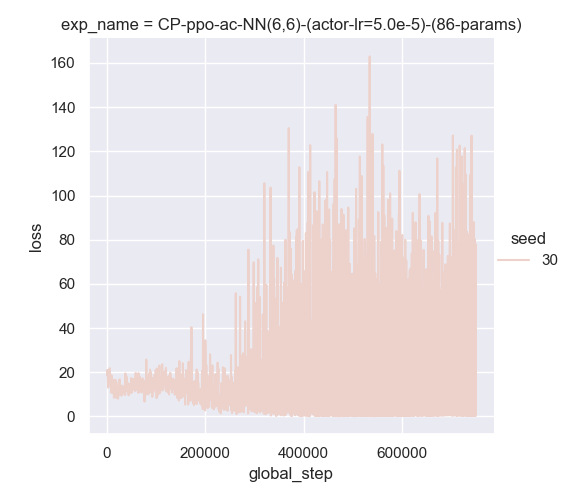 exp_name = CP-ppo-ac-NN(6,6)-(actor-lr=5.0e-5)-(86-params)
160
140
120
100
80
60
40
20
0
loss
0 200000 400000 600000
global_step
seed
30